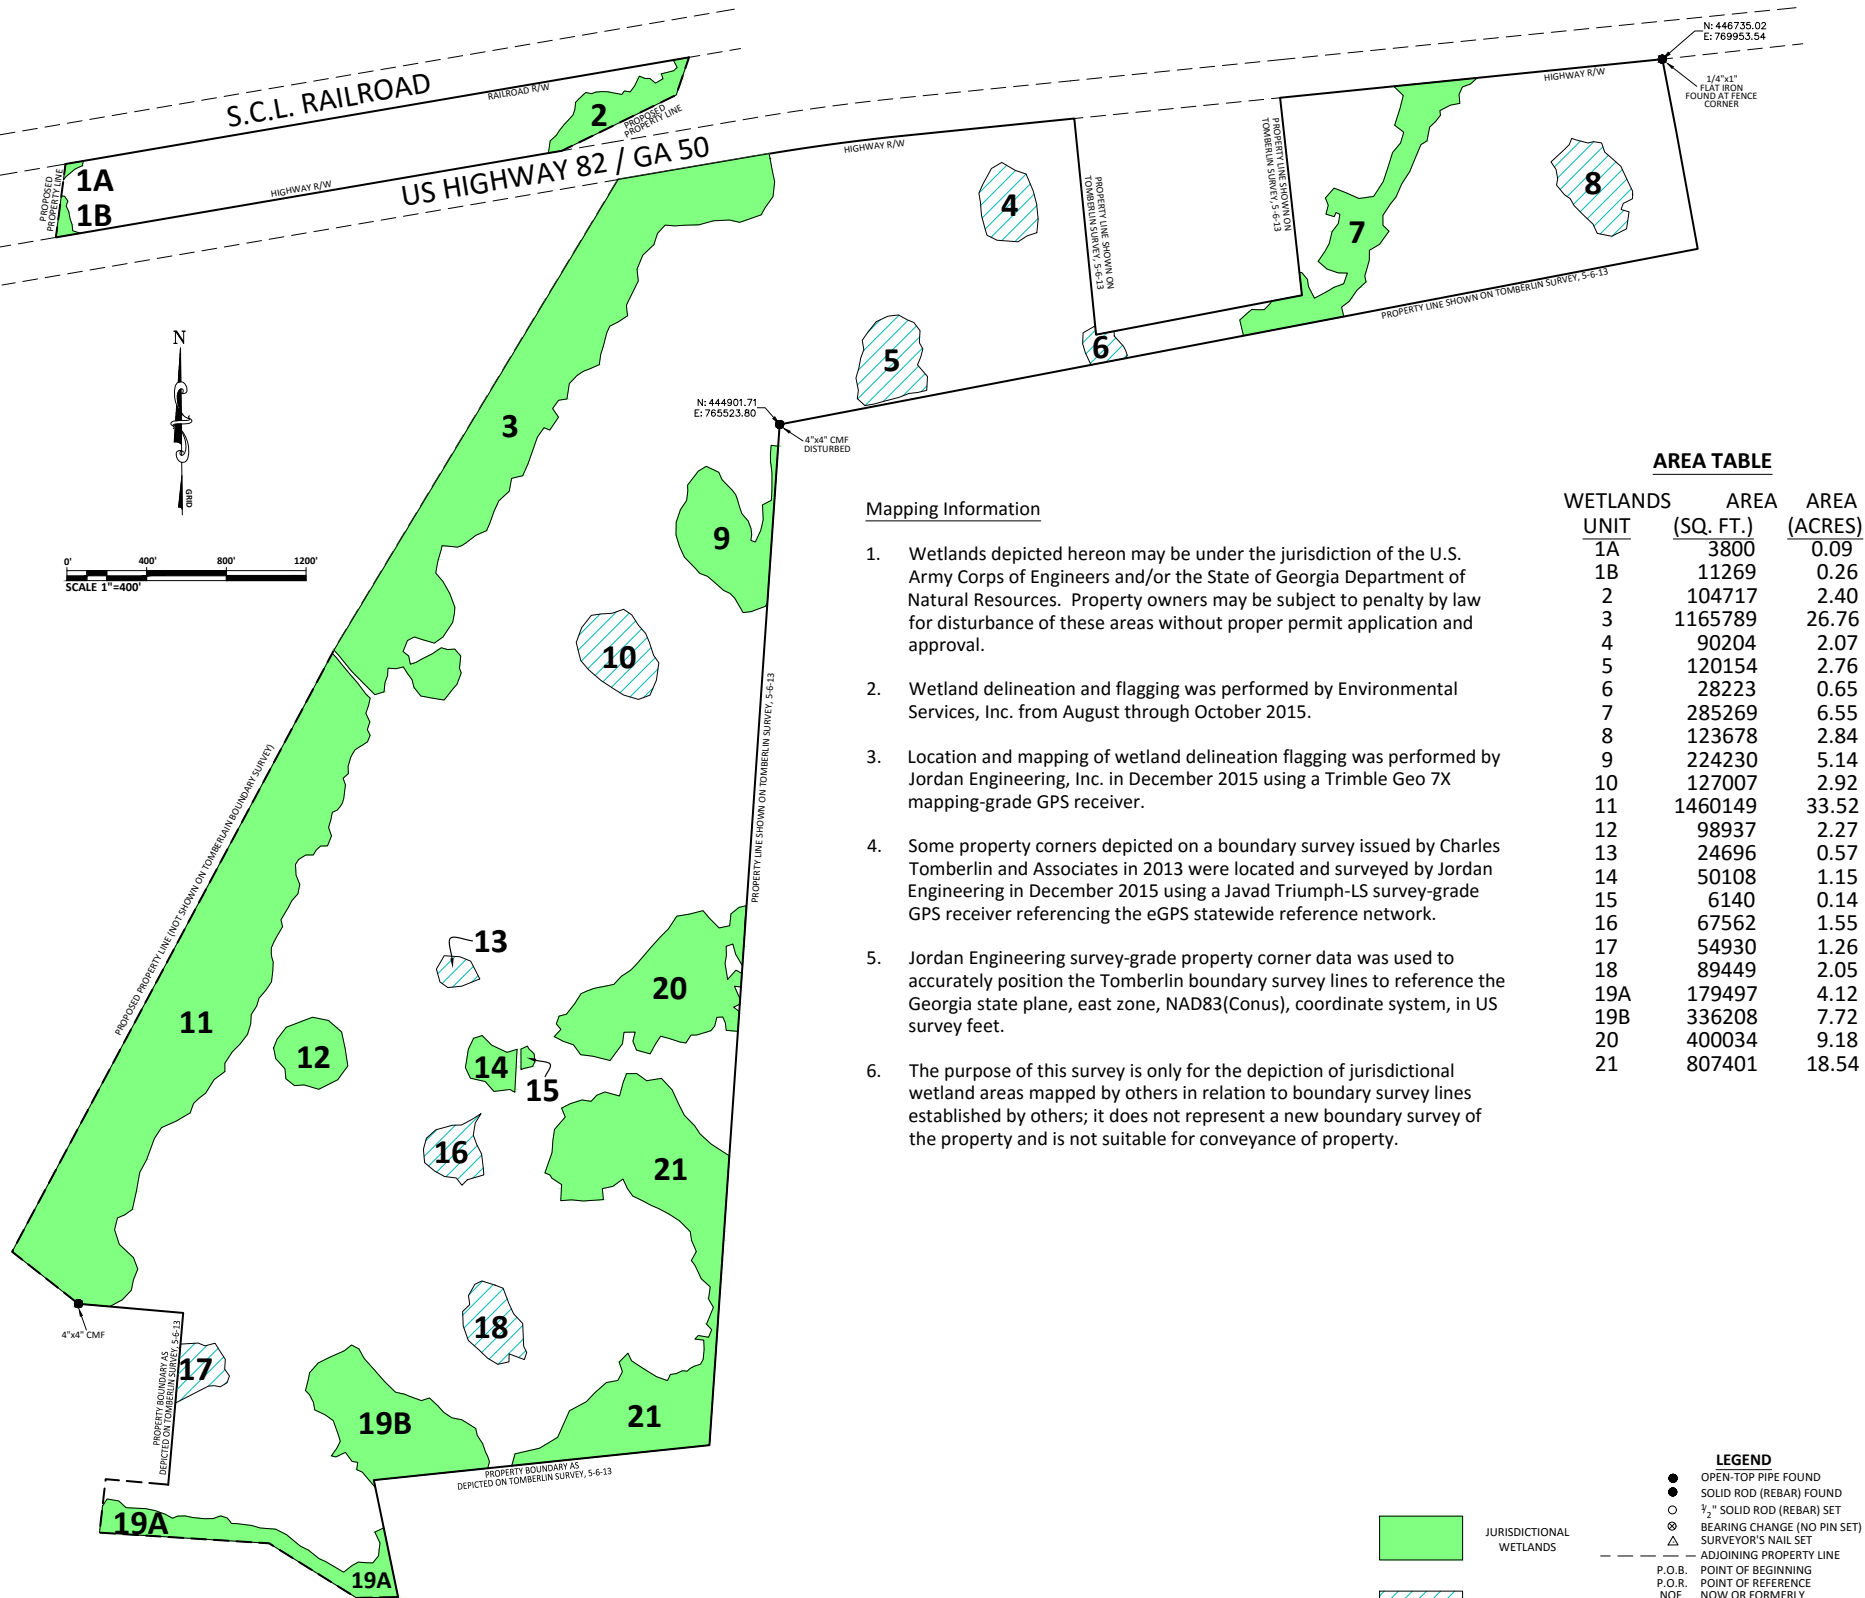 N: 446735.02
E: 769953.54
1/4"x1"
FLAT IRON
FOUND AT FENCE
CORNER
S.C.L. RAILROAD
RAILROAD R/W
HIGHWAY R/W
2
PROPOSED
PROPERTY LINE
US HIGHWAY 82 / GA 50
HIGHWAY R/W
HIGHWAY R/W
1A
1B
PROPOSED
PROPERTY LINE
4
PROPERTY LINE SHOWN ON
TOMBERLIN SURVEY, 5-6-13
PROPERTY LINE SHOWN ON
TOMBERLIN SURVEY, 5-6-13
7
8
PROPERTY LINE SHOWN ON TOMBERLIN SURVEY, 5-6-13
5
6
3
N
GRID
0' 400' 800' 1200'
SCALE 1"=400'
N: 444901.71
E: 765523.80
4"x4" CMF
DISTURBED
9
10
PROPERTY LINE SHOWN ON TOMBERLIN SURVEY, 5-6-13
PROPOSED PROPERTY LINE (NOT SHOWN ON TOMBERLAIN BOUNDARY SURVEY)
11
12
13
14
15
16
20
21
18
17
4"x4" CMF
PROPERTY BOUNDARY AS
DEPICTED ON TOMBERLIN SURVEY, 5-6-13
19B
21
PROPERTY BOUNDARY AS
DEPICTED ON TOMBERLIN SURVEY, 5-6-13
19A
19A
Mapping Information
1. Wetlands depicted hereon may be under the jurisdiction of the U.S.
Army Corps of Engineers and/or the State of Georgia Department of
Natural Resources. Property owners may be subject to penalty by law
for disturbance of these areas without proper permit application and
approval.
2. Wetland delineation and flagging was performed by Environmental
Services, Inc. from August through October 2015.
3. Location and mapping of wetland delineation flagging was performed by
Jordan Engineering, Inc. in December 2015 using a Trimble Geo 7X
mapping-grade GPS receiver.
4. Some property corners depicted on a boundary survey issued by Charles
Tomberlin and Associates in 2013 were located and surveyed by Jordan
Engineering in December 2015 using a Javad Triumph-LS survey-grade
GPS receiver referencing the eGPS statewide reference network.
5. Jordan Engineering survey-grade property corner data was used to
accurately position the Tomberlin boundary survey lines to reference the
Georgia state plane, east zone, NAD83(Conus), coordinate system, in US
survey feet.
6. The purpose of this survey is only for the depiction of jurisdictional
wetland areas mapped by others in relation to boundary survey lines
established by others; it does not represent a new boundary survey of
the property and is not suitable for conveyance of property.
AREA TABLE
WETLANDS AREA AREA
UNIT (SQ. FT.) (ACRES)
1A 3800 0.09
1B 11269 0.26
2 104717 2.40
3 1165789 26.76
4 90204 2.07
5 120154 2.76
6 28223 0.65
7 285269 6.55
8 123678 2.84
9 224230 5.14
10 127007 2.92
11 1460149 33.52
12 98937 2.27
13 24696 0.57
14 50108 1.15
15 6140 0.14
16 67562 1.55
17 54930 1.26
18 89449 2.05
19A 179497 4.12
19B 336208 7.72
20 400034 9.18
21 807401 18.54
JURISDICTIONAL
WETLANDS
LEGEND
OPEN-TOP PIPE FOUND
SOLID ROD (REBAR) FOUND
1/2" SOLID ROD (REBAR) SET
BEARING CHANGE (NO PIN SET)
SURVEYOR'S NAIL SET
ADJOINING PROPERTY LINE
P.O.B. POINT OF BEGINNING
P.O.R. POINT OF REFERENCE
NOF NOW OR FORMERLY